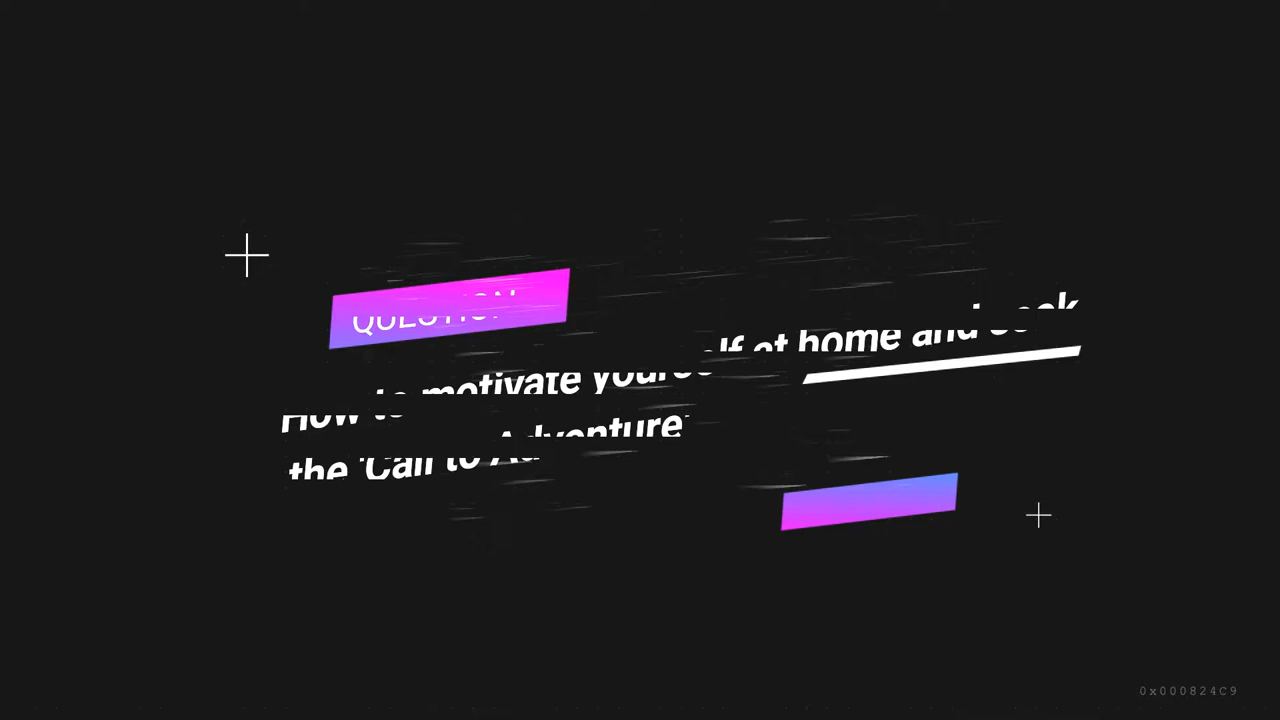 QUESTION
How to motivate yourself at home and seek
the 'Call to Adventure'
0x000824C9